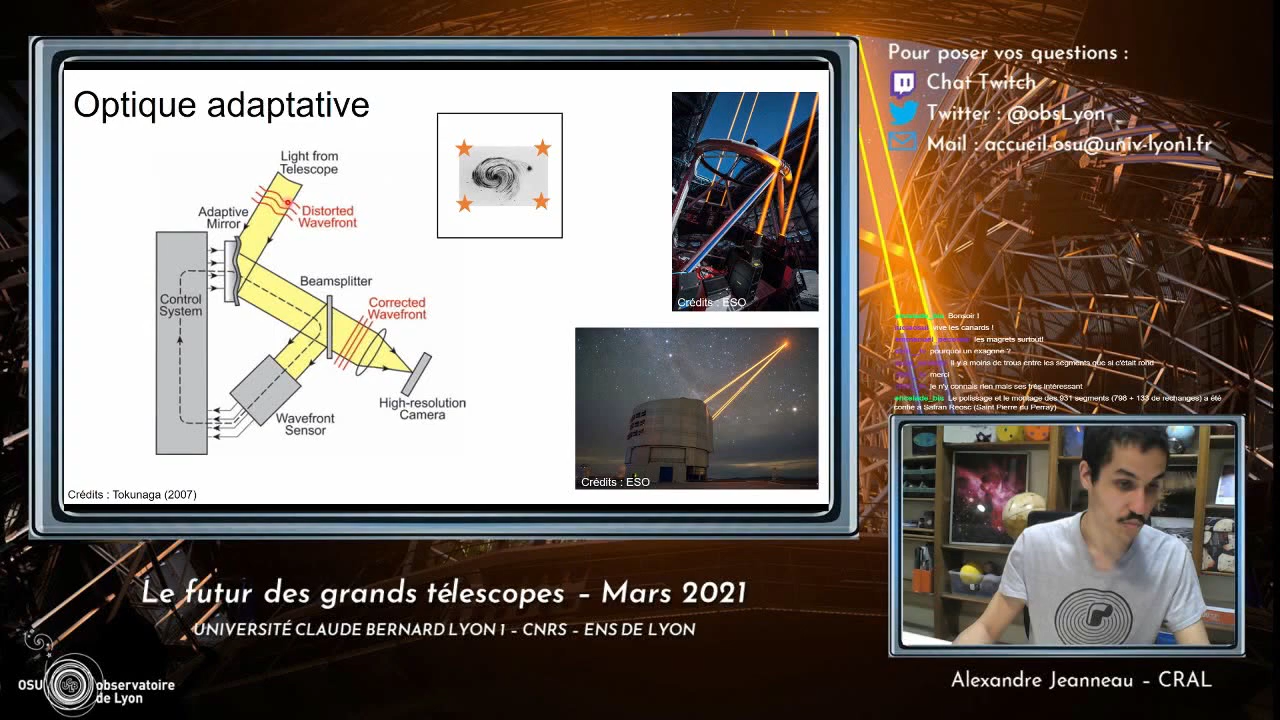 Optique adaptative
Light from
Telescope
Distorted
Wavefront
Adaptive
Mirror
Beamsplitter
Corrected
Wavefront
Control
System
High-resolution
Camera
Wavefront
Sensor
Crédits : Tokunaga (2007)
Crédits : ESO
Crédits : ESO
Pour poser vos questions :
Chat Twitch
Twitter : @obsLyon
Mail : accueil-osu@univ-lyon1.fr
Bonsoir !
vive les canards !
les magrets surtout!
pourquoi un exagone ?
Il y a moins de trous entre les segments que si c'était rond
merci
je n'y connais rien mais ses très intéressant
encelade_bis Le polissage et le montage des 931 segments (798 + 133 de rechanges) a été
confié à Safran Reosc (Saint Pierre du Perray)
Le futur des grands télescopes – Mars 2021
UNIVERSITÉ CLAUDE BERNARD LYON 1 – CNRS – ENS DE LYON
OSU observatoire
de Lyon
Alexandre Jeanneau – CRAL